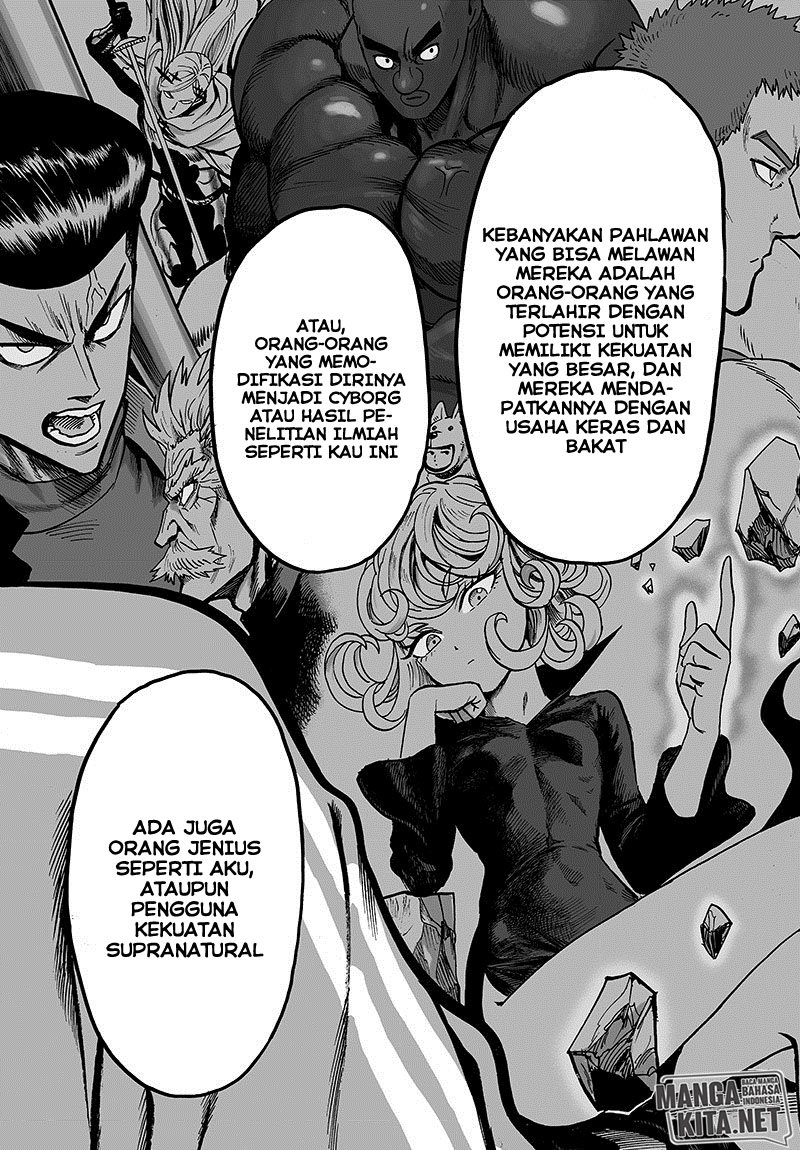 KEBANYAKAN PAHLAWAN
YANG BISA MELAWAN
MEREKA ADALAH
ORANG-ORANG YANG
TERLAHIR DENGAN
POTENSI UNTUK
MEMILIKI KEKUATAN
YANG BESAR, DAN
MEREKA MENDA-
PATKANNYA DENGAN
USAHA KERAS DAN
BAKAT
ATAU,
ORANG-ORANG
YANG MEMO-
DIFIKASI DIRINYA
MENJADI CYBORG
ATAU HASIL PE-
NELITIAN ILMIAH
SEPERTI KAU INI
ADA JUGA
ORANG JENIUS
SEPERTI AKU,
ATAUPUN
PENGGUNA
KEKUATAN
SUPRANATURAL
MANGA
BACA MANGA
BAHASA
INDONESIA
KITA.NET